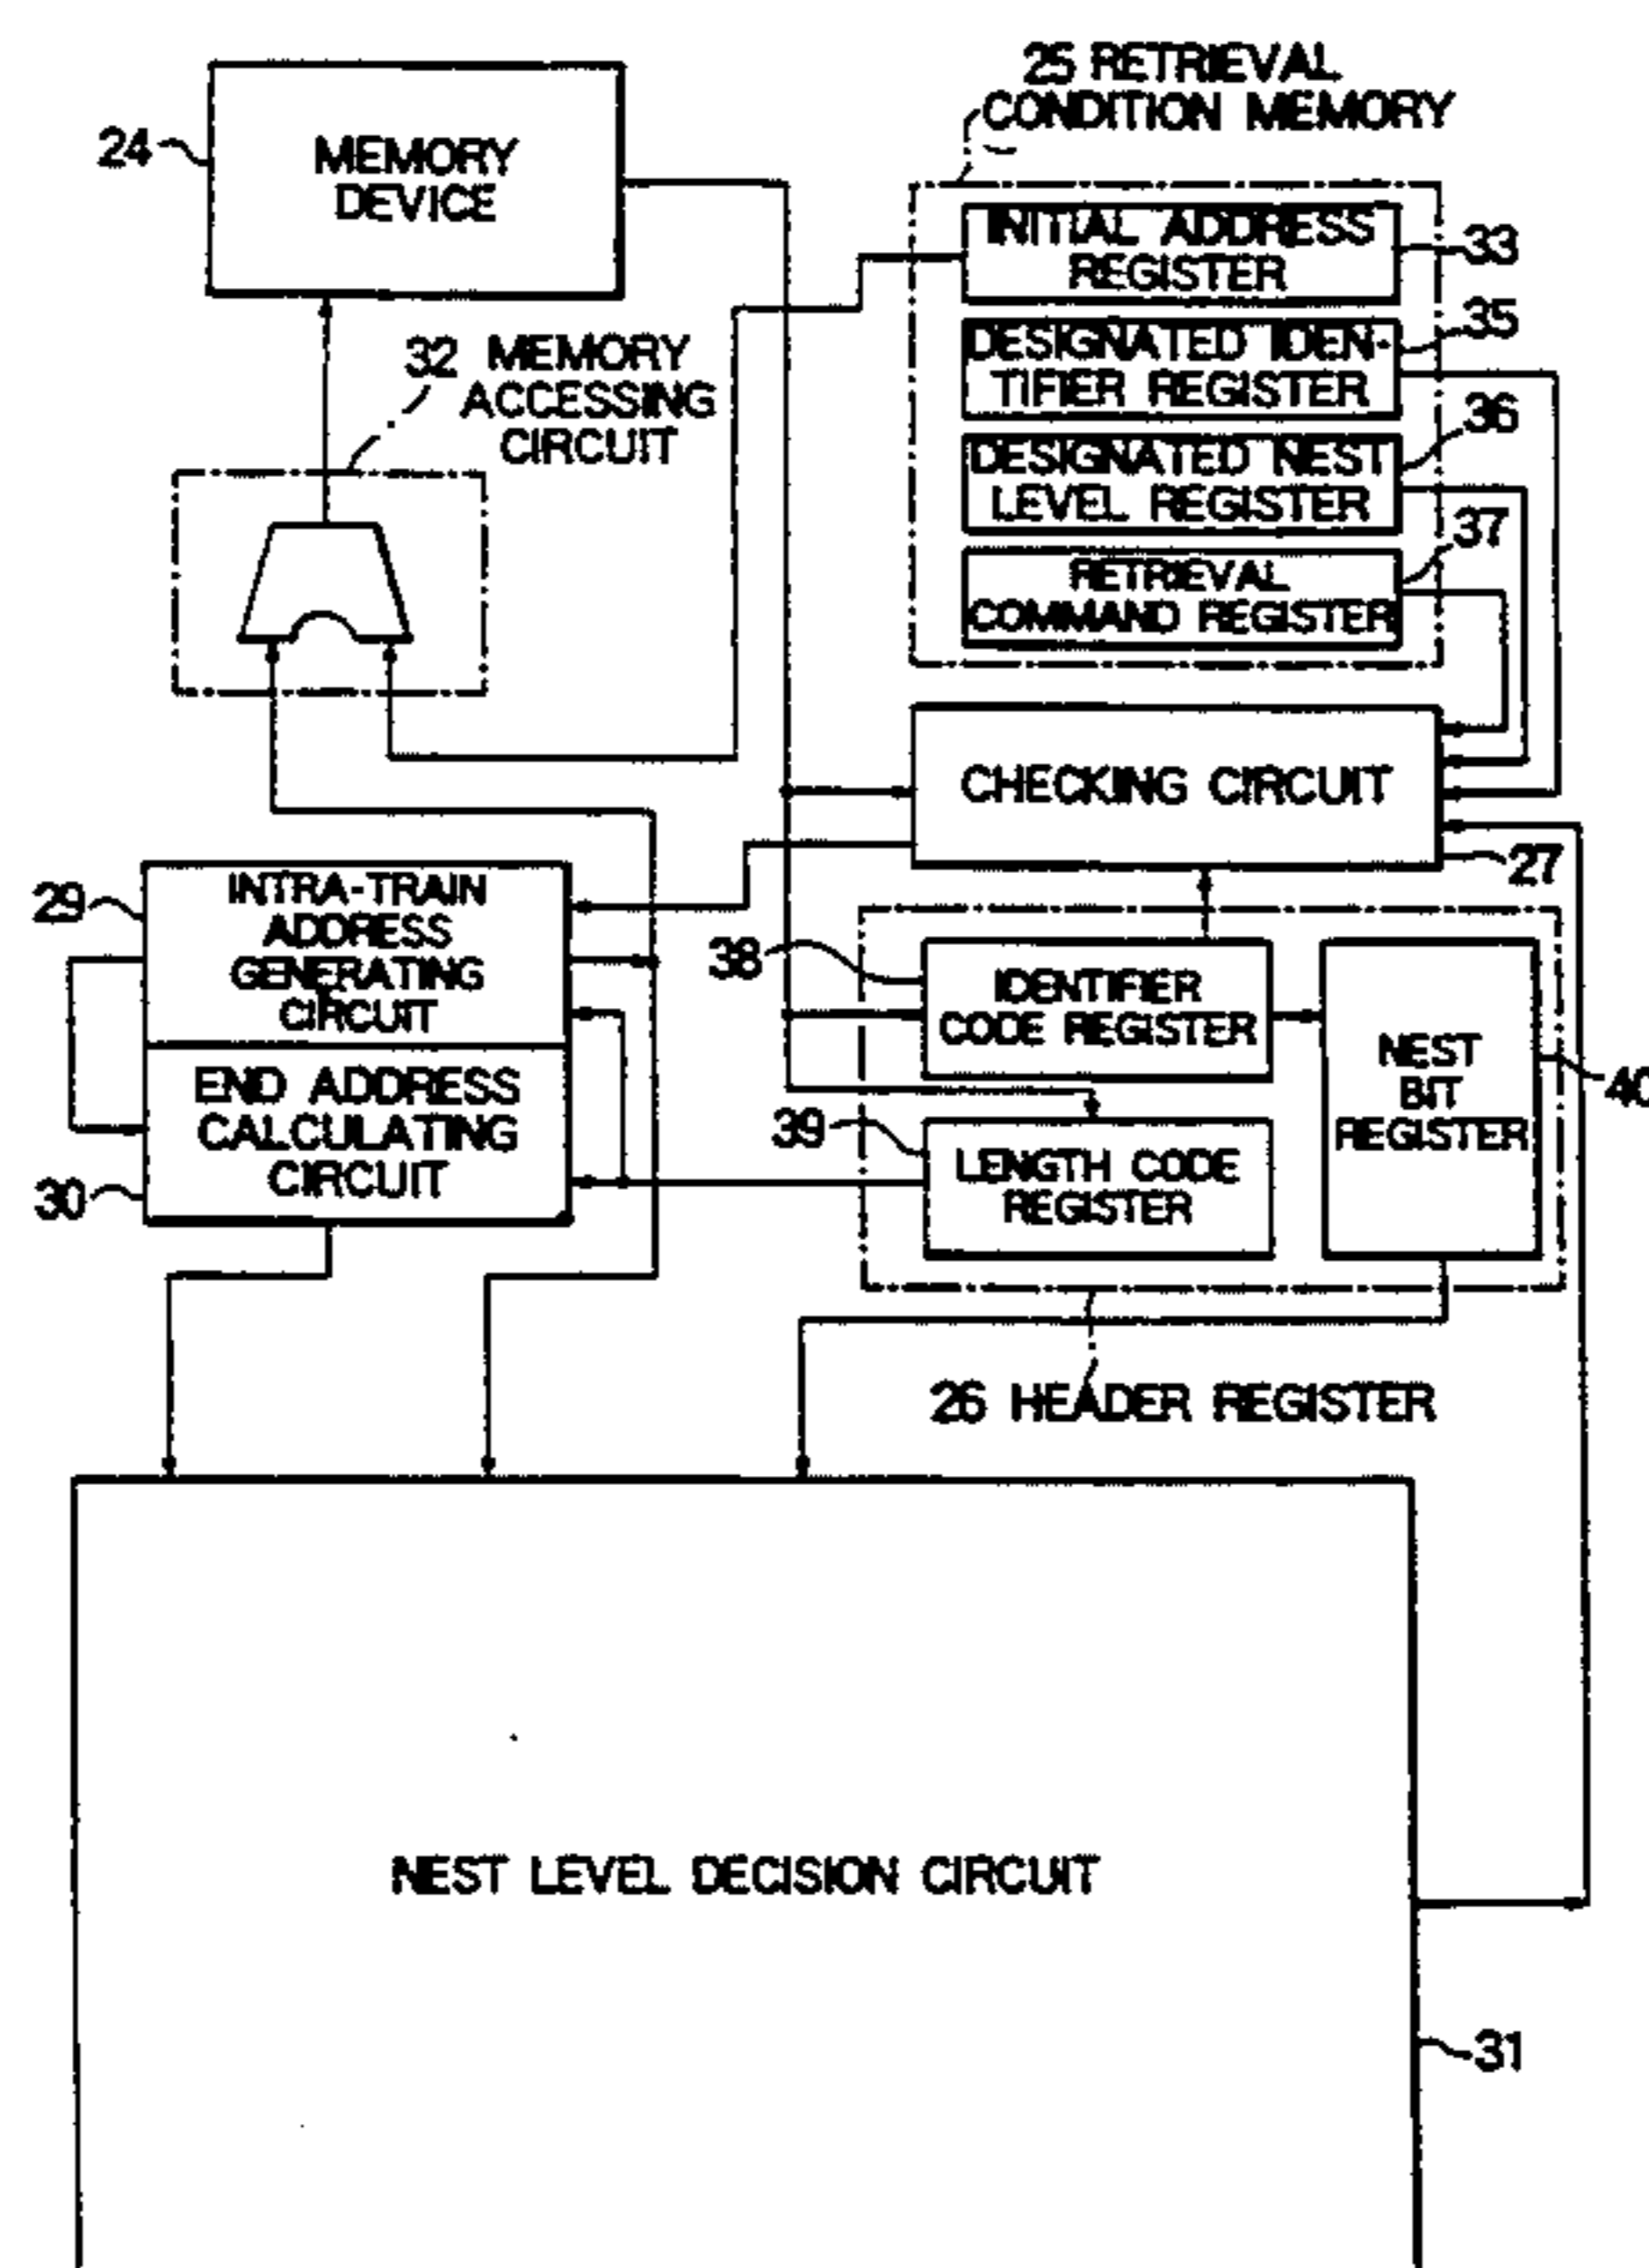 25 RETRIEVAL
CONDITION MEMORY
24
MEMORY
DEVICE
INITIAL ADDRESS
REGISTER
33
32 MEMORY
ACCESSING
CIRCUIT
DESIGNATED IDEN-
TIFIER REGISTER
35
DESIGNATED NEST
LEVEL REGISTER
36
RETRIEVAL
COMMAND REGISTER
37
CHECKING CIRCUIT
27
29
INTRA-TRAIN
ADDRESS
GENERATING
CIRCUIT
38
IDENTIFIER
CODE REGISTER
NEST
BIT
REGISTER
40
END ADDRESS
CALCULATING
CIRCUIT
30
39
LENGTH CODE
REGISTER
26 HEADER REGISTER
NEST LEVEL DECISION CIRCUIT
31